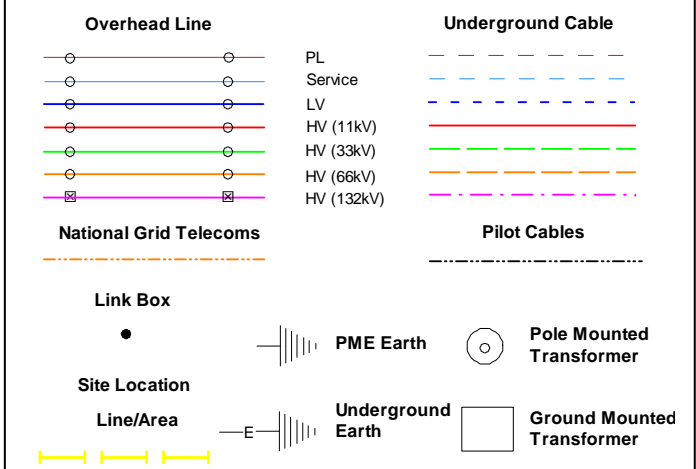 Overhead Line
Underground Cable
PL
Service
LV
HV (11kV)
HV (33kV)
HV (66kV)
HV (132kV)
National Grid Telecoms
Pilot Cables
Link Box
PME Earth
Pole Mounted
Transformer
Site Location
Line/Area
E
Underground
Earth
Ground Mounted
Transformer